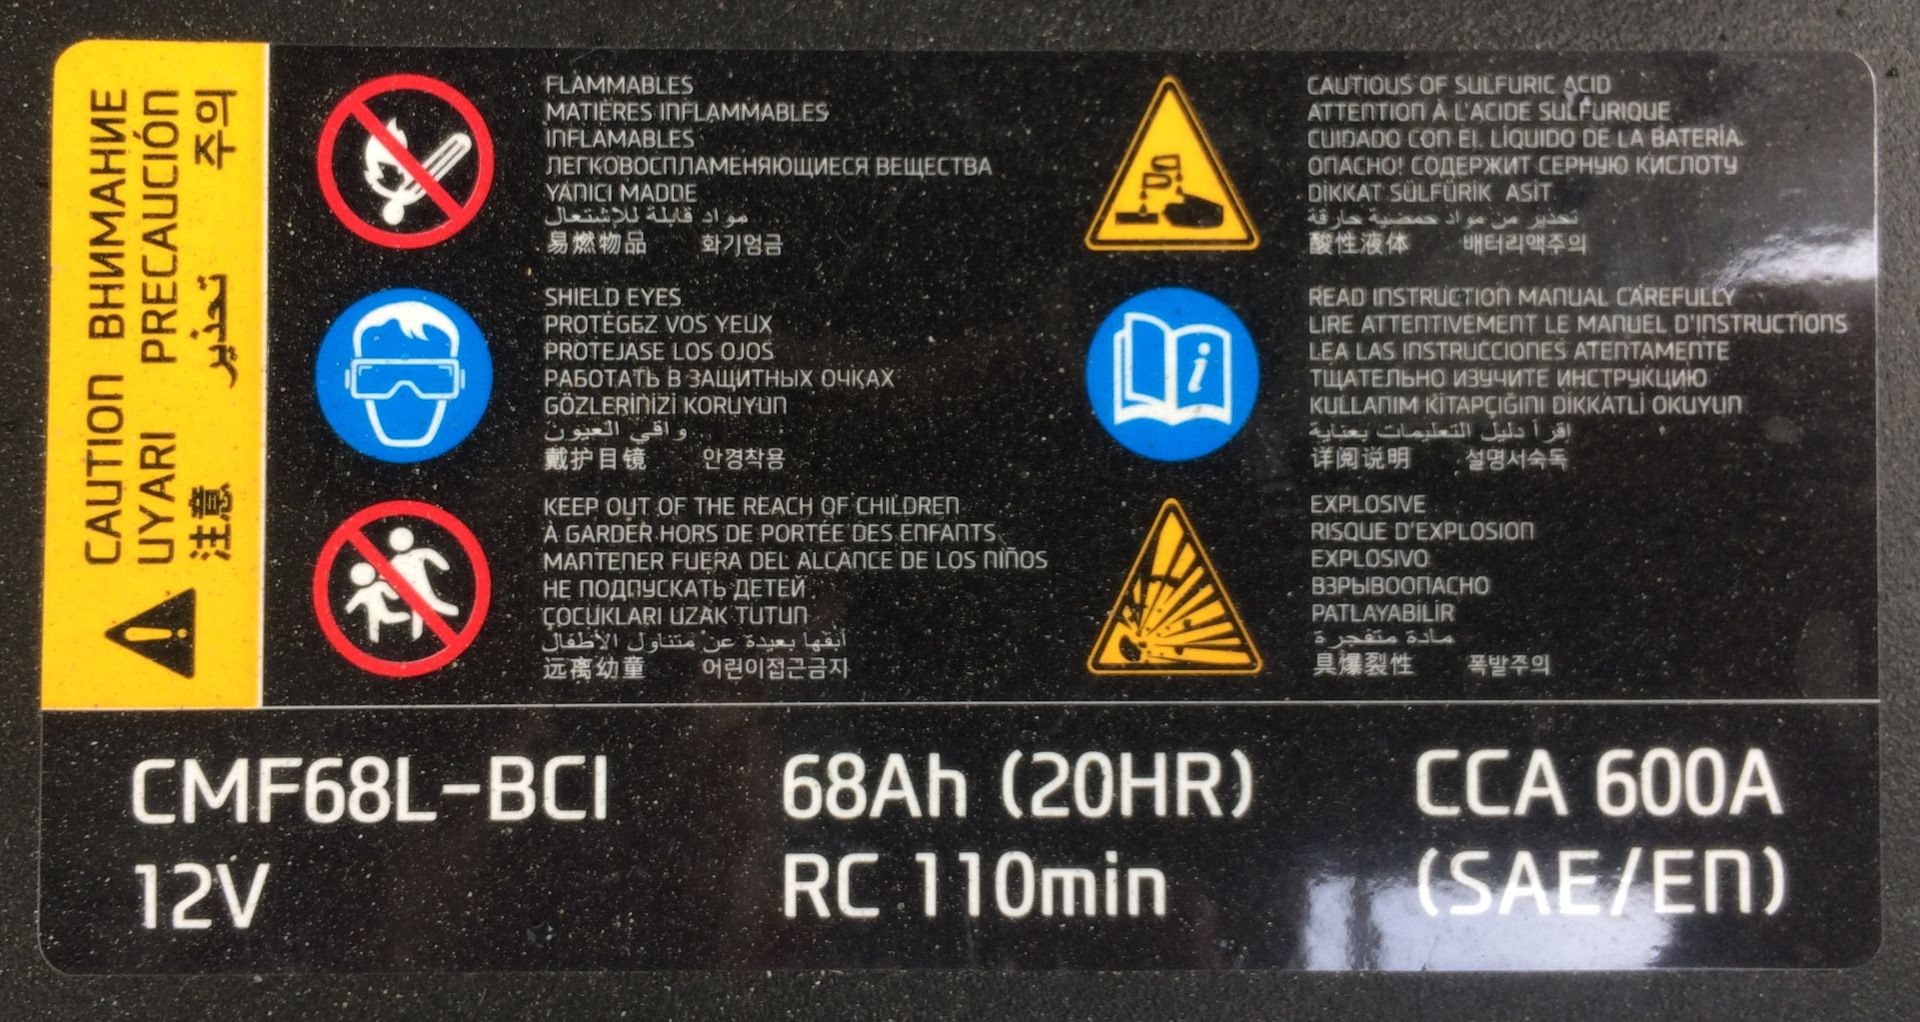 CAUTION ВНИМАНИЕ
UYARI PRECAUCIÓN
注意 تحذير 주의
FLAMMABLES
MATIÈRES INFLAMMABLES
INFLAMABLES
ЛЕГКОВОСПЛАМЕНЯЮЩИЕСЯ ВЕЩЕСТВА
YANICI MADDE
مواد قابلة للاشتعال
易燃物品 화기엄금
CAUTIOUS OF SULFURIC ACID
ATTENTION À L'ACIDE SULFURIQUE
CUIDADO CON EL LÍQUIDO DE LA BATERÍA
ОПАСНО! СОДЕРЖИТ СЕРНУЮ КИСЛОТУ
DİKKAT SÜLFÜRİK ASİT
تحذير من مواد حمضية حارقة
酸性液体 배터리액주의
SHIELD EYES
PROTÉGEZ VOS YEUX
PROTEJASE LOS OJOS
РАБОТАТЬ В ЗАЩИТНЫХ ОЧКАХ
GÖZLERİNİZİ KORUYUN
واقي العيون
戴护目镜 안경착용
READ INSTRUCTION MANUAL CAREFULLY
LIRE ATTENTIVEMENT LE MANUEL D'INSTRUCTIONS
LEA LAS INSTRUCCIONES ATENTAMENTE
ТЩАТЕЛЬНО ИЗУЧИТЕ ИНСТРУКЦИЮ
KULLANIM KİTAPÇIĞINI DİKKATLİ OKUYUN
اقرأ دليل التعليمات بعناية
详阅说明 설명서숙독
KEEP OUT OF THE REACH OF CHILDREN
À GARDER HORS DE PORTÉE DES ENFANTS
MANTENER FUERA DEL ALCANCE DE LOS NIÑOS
НЕ ПОДПУСКАТЬ ДЕТЕЙ
ÇOCUKLARI UZAK TUTUN
أبقها بعيدة عن متناول الأطفال
远离幼童 어린이접근금지
EXPLOSIVE
RISQUE D'EXPLOSION
EXPLOSIVO
ВЗРЫВООПАСНО
PATLAYABİLİR
مادة متفجرة
具爆裂性 폭발주의
CMF68L-BCI 68Ah (20HR) CCA 600A
12V RC 110min (SAE/EN)